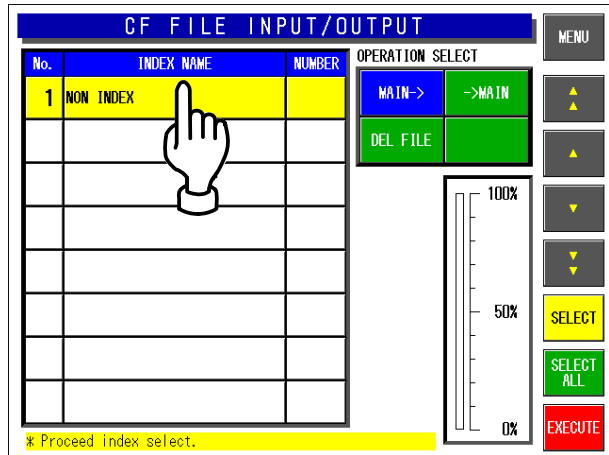 CF FILE INPUT/OUTPUT
MENU
No. INDEX NAME NUMBER
OPERATION SELECT
1 NON INDEX
MAIN-> ->MAIN
DEL FILE
100%
50%
0%
SELECT
SELECT
ALL
EXECUTE
* Proceed index select.